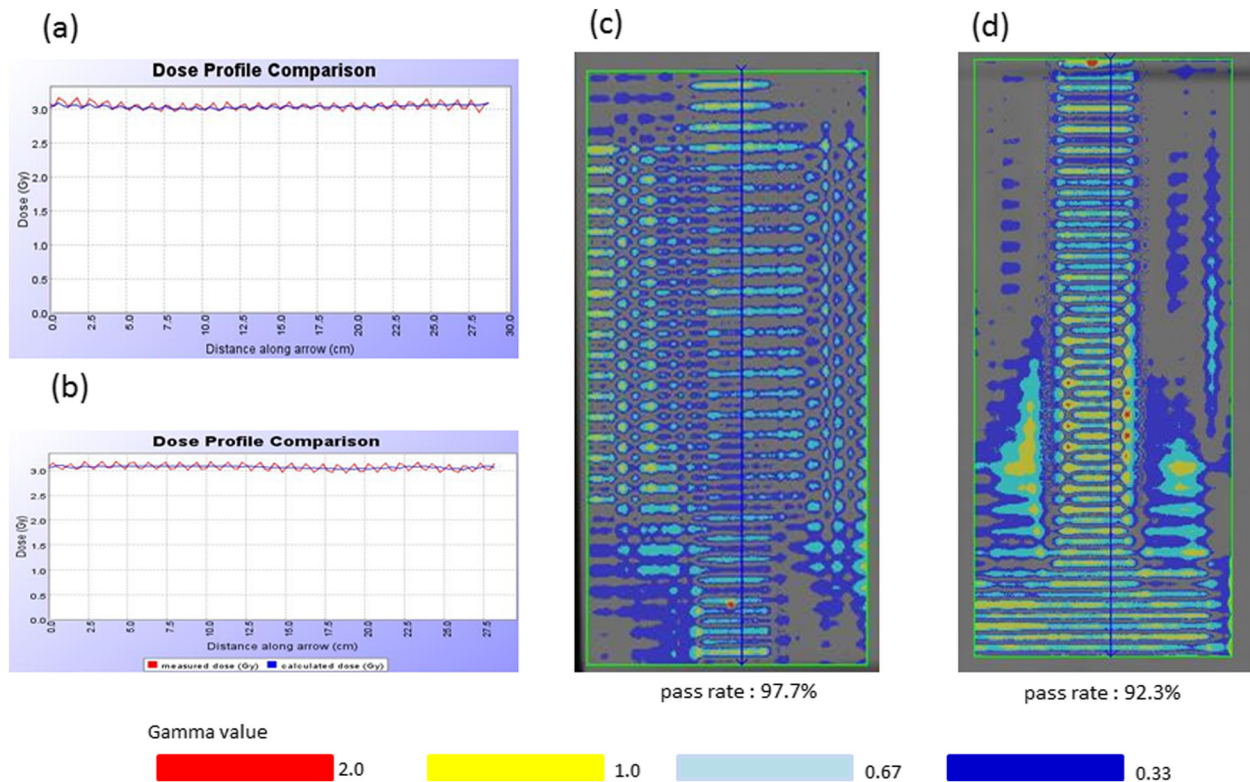 (a)
Dose Profile Comparison
3.0
2.5
2.0
1.5
1.0
0.5
0.0
Dose (Gy)
0.0 2.5 5.0 7.5 10.0 12.5 15.0 17.5 20.0 22.5 25.0 27.5 30.0
Distance along arrow (cm)
(b)
Dose Profile Comparison
3.0
2.5
2.0
1.5
1.0
0.5
0.0
Dose (Gy)
0.0 2.5 5.0 7.5 10.0 12.5 15.0 17.5 20.0 22.5 25.0 27.5
Distance along arrow (cm)
measured dose (Gy) calculated dose (Gy)
(c)
pass rate : 97.7%
(d)
pass rate : 92.3%
Gamma value
2.0 1.0 0.67 0.33